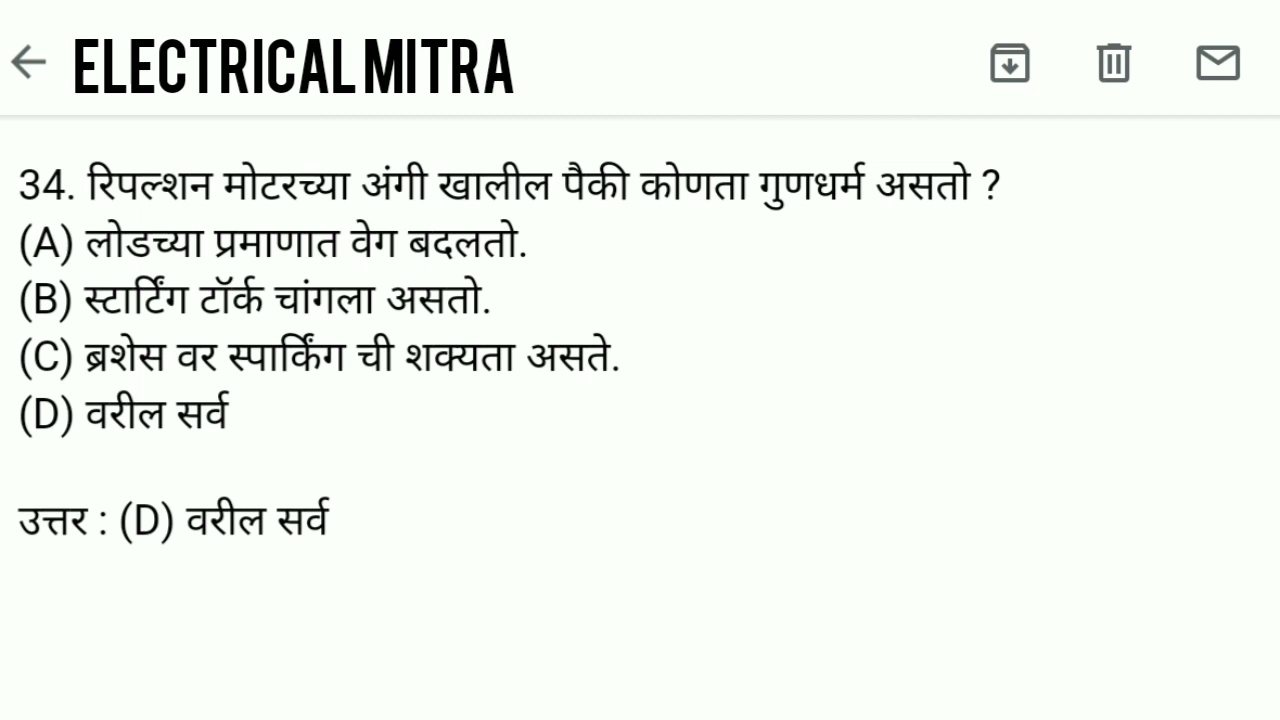 ELECTRICAL MITRA
34. रिपल्शन मोटरच्या अंगी खालील पैकी कोणता गुणधर्म असतो ?
(A) लोडच्या प्रमाणात वेग बदलतो.
(B) स्टार्टिंग टॉर्क चांगला असतो.
(C) ब्रशेस वर स्पार्किंग ची शक्यता असते.
(D) वरील सर्व
उत्तर : (D) वरील सर्व